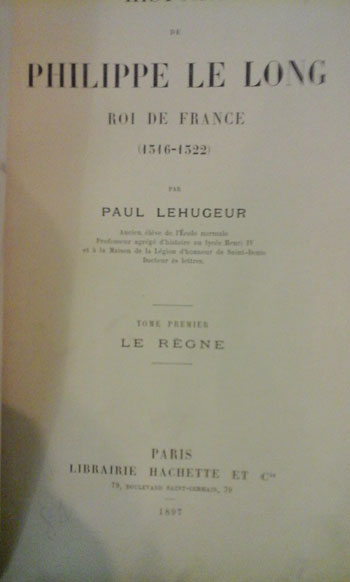 DE
PHILIPPE LE LONG
ROI DE FRANCE
(1316-1322)
PAR
PAUL LEHUGEUR
Ancien élève de l'École normale
Professeur agrégé d'histoire au lycée Henri IV
et à la Maison de la Légion d'honneur de Saint-Denis
Docteur ès lettres.
TOME PREMIER
LE RÈGNE
PARIS
LIBRAIRIE HACHETTE ET Cie
79, BOULEVARD SAINT-GERMAIN, 79
1897